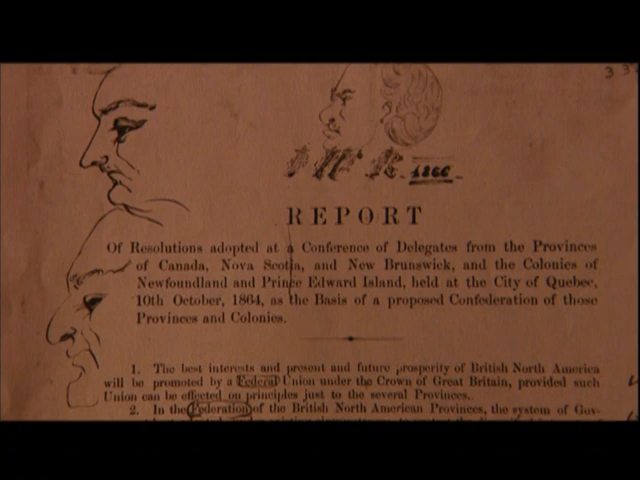 33
1866
REPORT
Of Resolutions adopted at a Conference of Delegates from the Provinces
of Canada, Nova Scotia, and New Brunswick, and the Colonies of
Newfoundland and Prince Edward Island, held at the City of Quebec,
10th October, 1864, as the Basis of a proposed Confederation of those
Provinces and Colonies.
1. The best interests and present and future prosperity of British North America
will be promoted by a Federal Union under the Crown of Great Britain, provided such
Union can be effected on principles just to the several Provinces.
2. In the Federation of the British North American Provinces, the system of Gov-